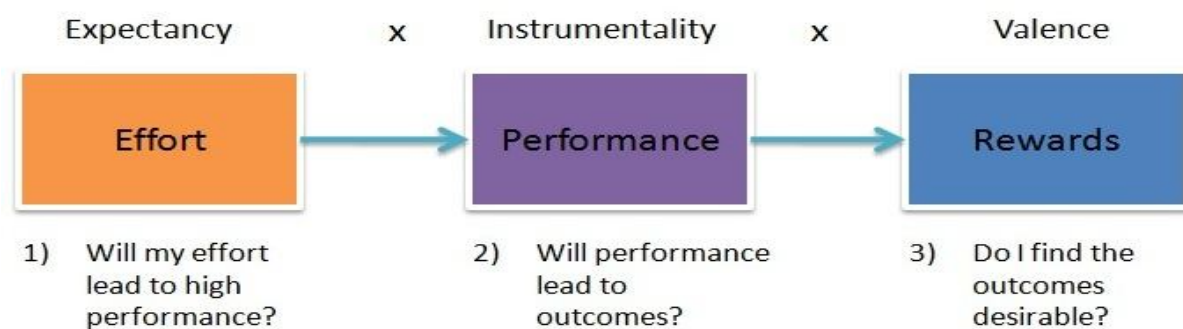 Expectancy x Instrumentality x Valence
Effort Performance Rewards
1) Will my effort
lead to high
performance?
2) Will performance
lead to
outcomes?
3) Do I find the
outcomes
desirable?